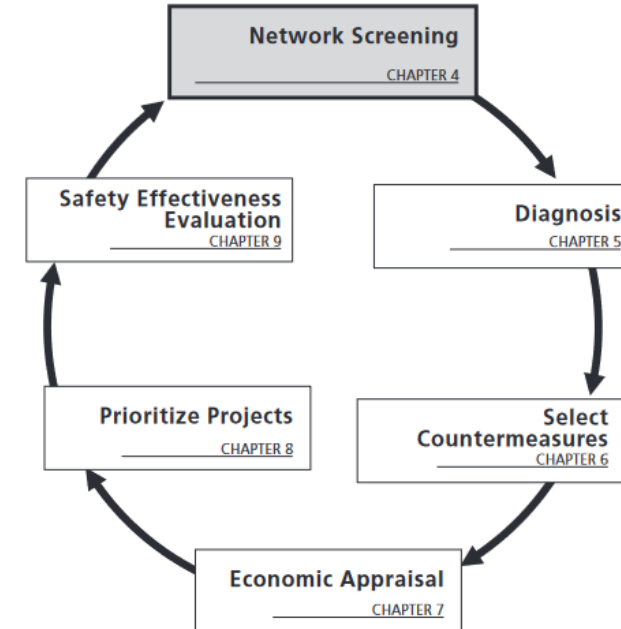 Network Screening
CHAPTER 4
Diagnosis
CHAPTER 5
Select
Countermeasures
CHAPTER 6
Economic Appraisal
CHAPTER 7
Prioritize Projects
CHAPTER 8
Safety Effectiveness
Evaluation
CHAPTER 9